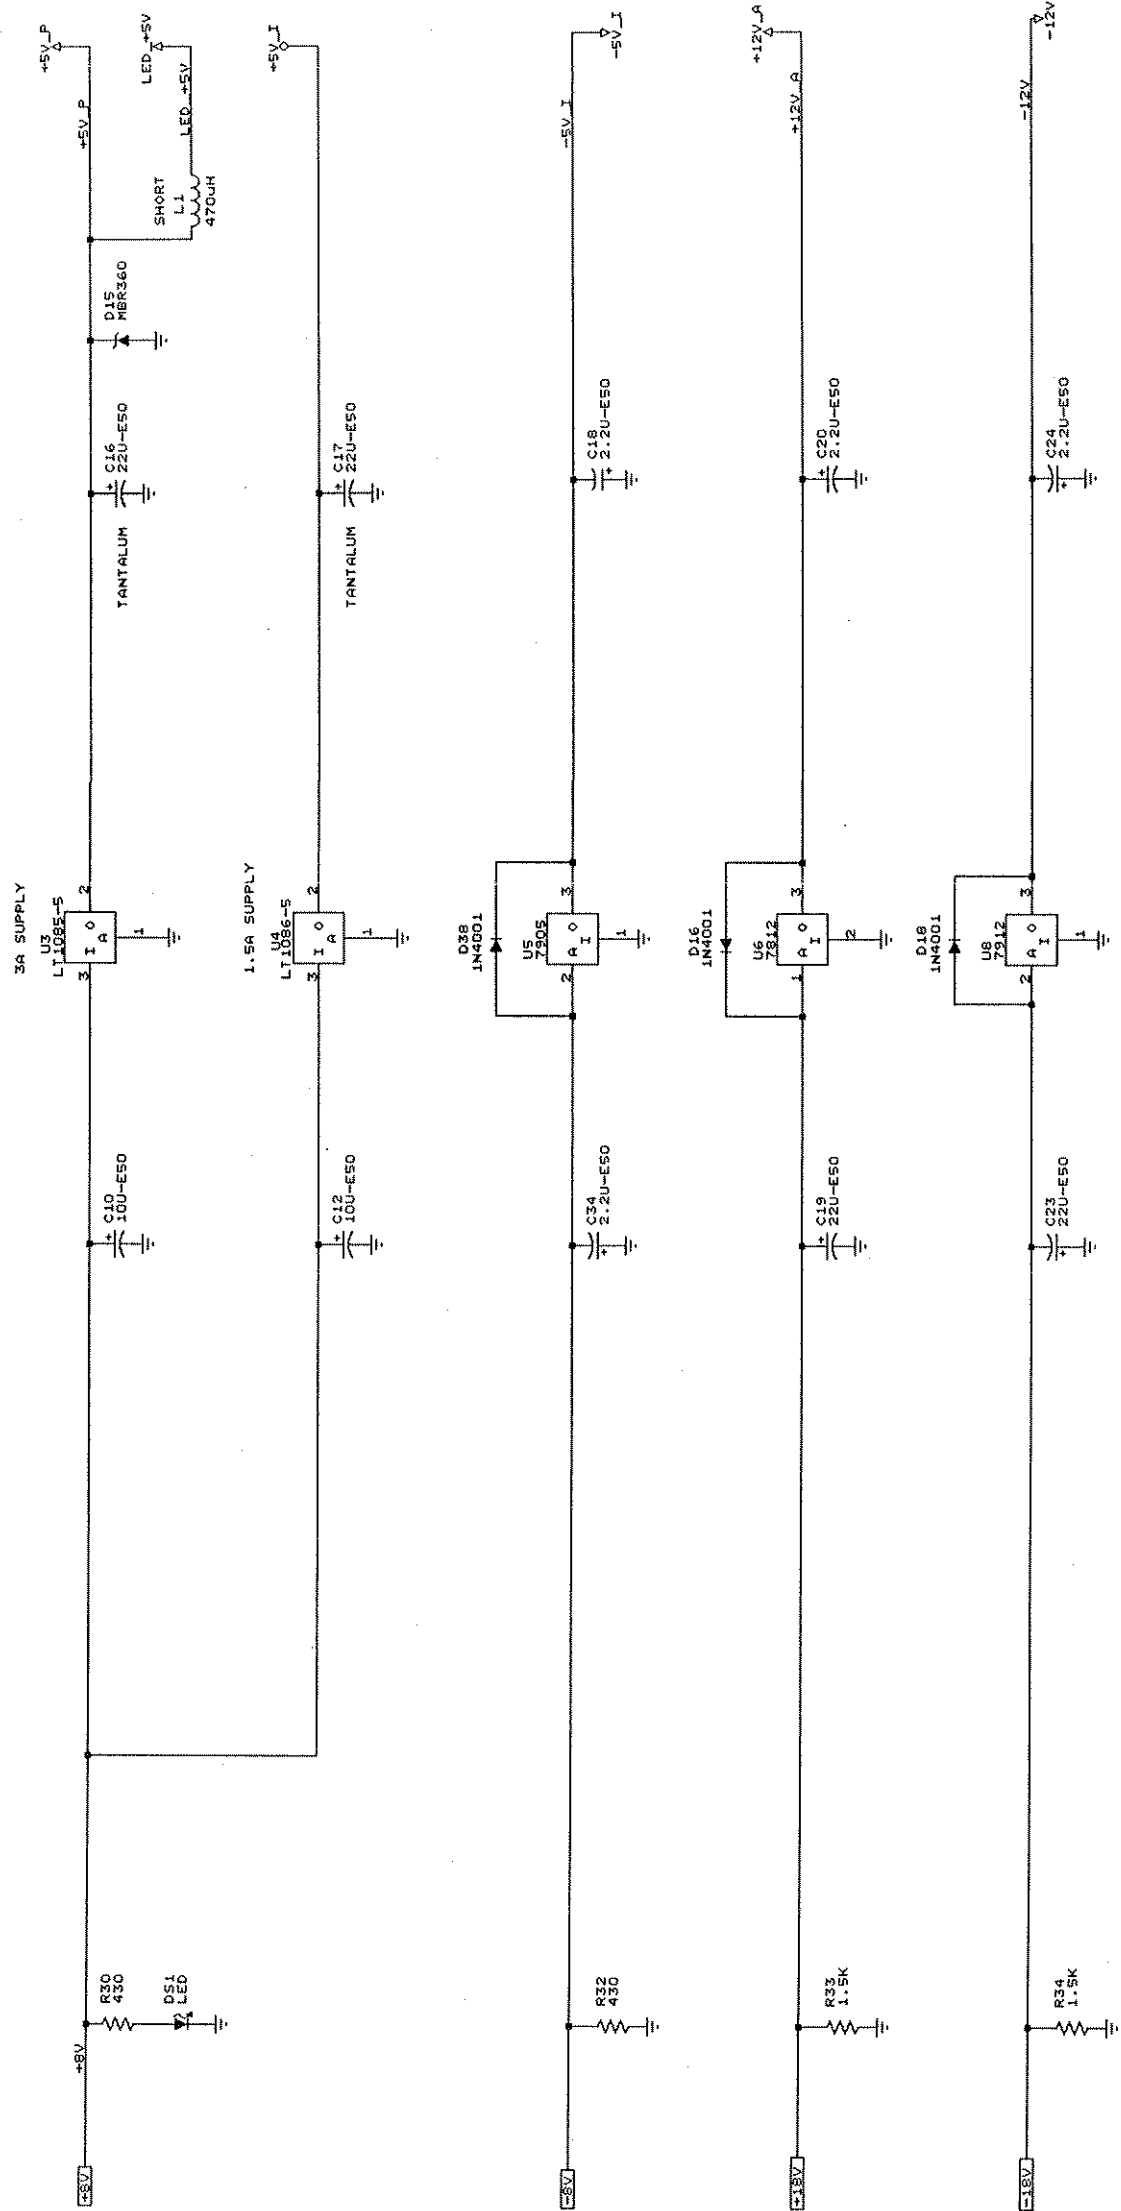 +8V
+8V
R30
430
DS1
LED
C10
10U-E50
3A SUPPLY
U3
LT1085-5
3
I
O
A
2
1
C16
22U-E50
TANTALUM
D15
MBR360
SHORT
L1
470uH
+5V_P
+5V_P
LED_+5V
LED_+5V
C12
10U-E50
1.5A SUPPLY
U4
LT1086-5
3
I
O
A
2
1
C17
22U-E50
TANTALUM
+5V_I
-8V
R32
430
C34
2.2U-E50
D38
1N4001
U5
7905
2
A
O
I
3
1
C18
2.2U-E50
-5V_I
-5V_I
+18V
R33
1.5K
C19
22U-E50
D16
1N4001
U6
7812
1
A
O
I
3
2
C20
2.2U-E50
+12V_A
+12V_A
-18V
R34
1.5K
C23
22U-E50
D18
1N4001
U8
7912
2
A
O
I
3
1
C24
2.2U-E50
-12V
-12V